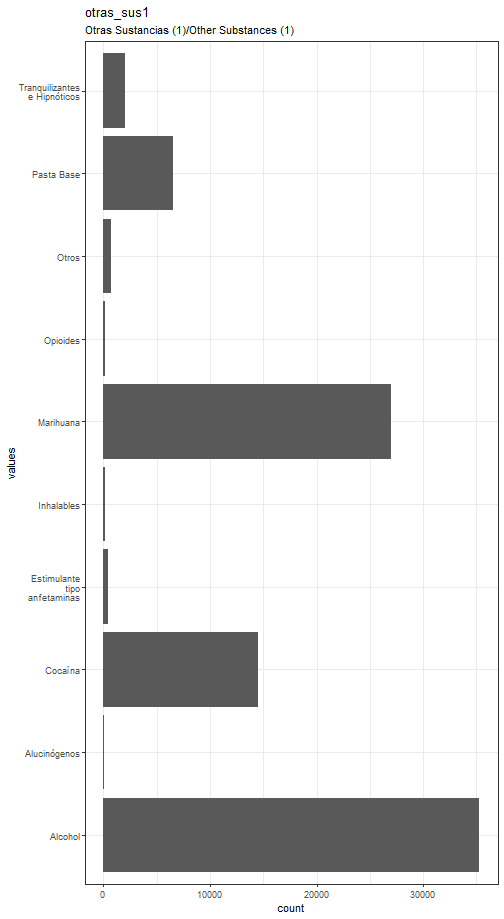 otras_sus1
Otras Sustancias (1)/Other Substances (1)
Tranquilizantes
e Hipnóticos
Pasta Base
Otros
Opioides
Marihuana
Inhalables
Estimulante
tipo
anfetaminas
Cocaína
Alucinógenos
Alcohol
values
0
10000
20000
30000
count